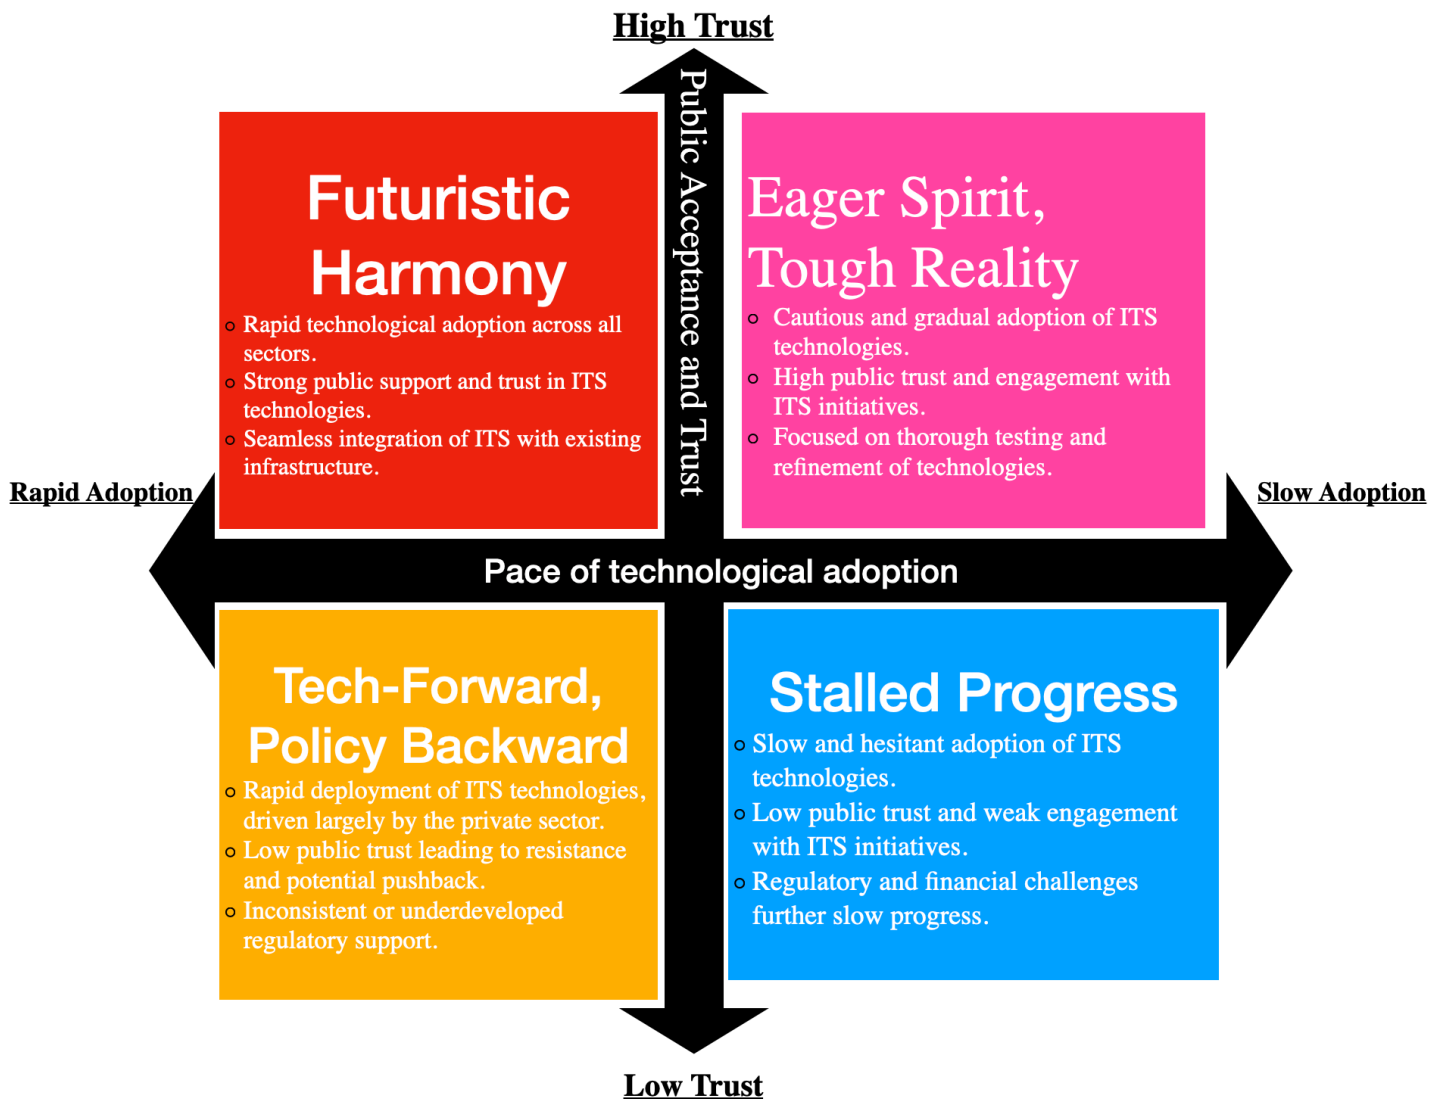 High Trust
Public Acceptance and Trust
Futuristic
Harmony
Rapid technological adoption across all
sectors.
Strong public support and trust in ITS
technologies.
Seamless integration of ITS with existing
infrastructure.
Eager Spirit,
Tough Reality
Cautious and gradual adoption of ITS
technologies.
High public trust and engagement with
ITS initiatives.
Focused on thorough testing and
refinement of technologies.
Rapid Adoption
Slow Adoption
Pace of technological adoption
Tech-Forward,
Policy Backward
Rapid deployment of ITS technologies,
driven largely by the private sector.
Low public trust leading to resistance
and potential pushback.
Inconsistent or underdeveloped
regulatory support.
Stalled Progress
Slow and hesitant adoption of ITS
technologies.
Low public trust and weak engagement
with ITS initiatives.
Regulatory and financial challenges
further slow progress.
Low Trust